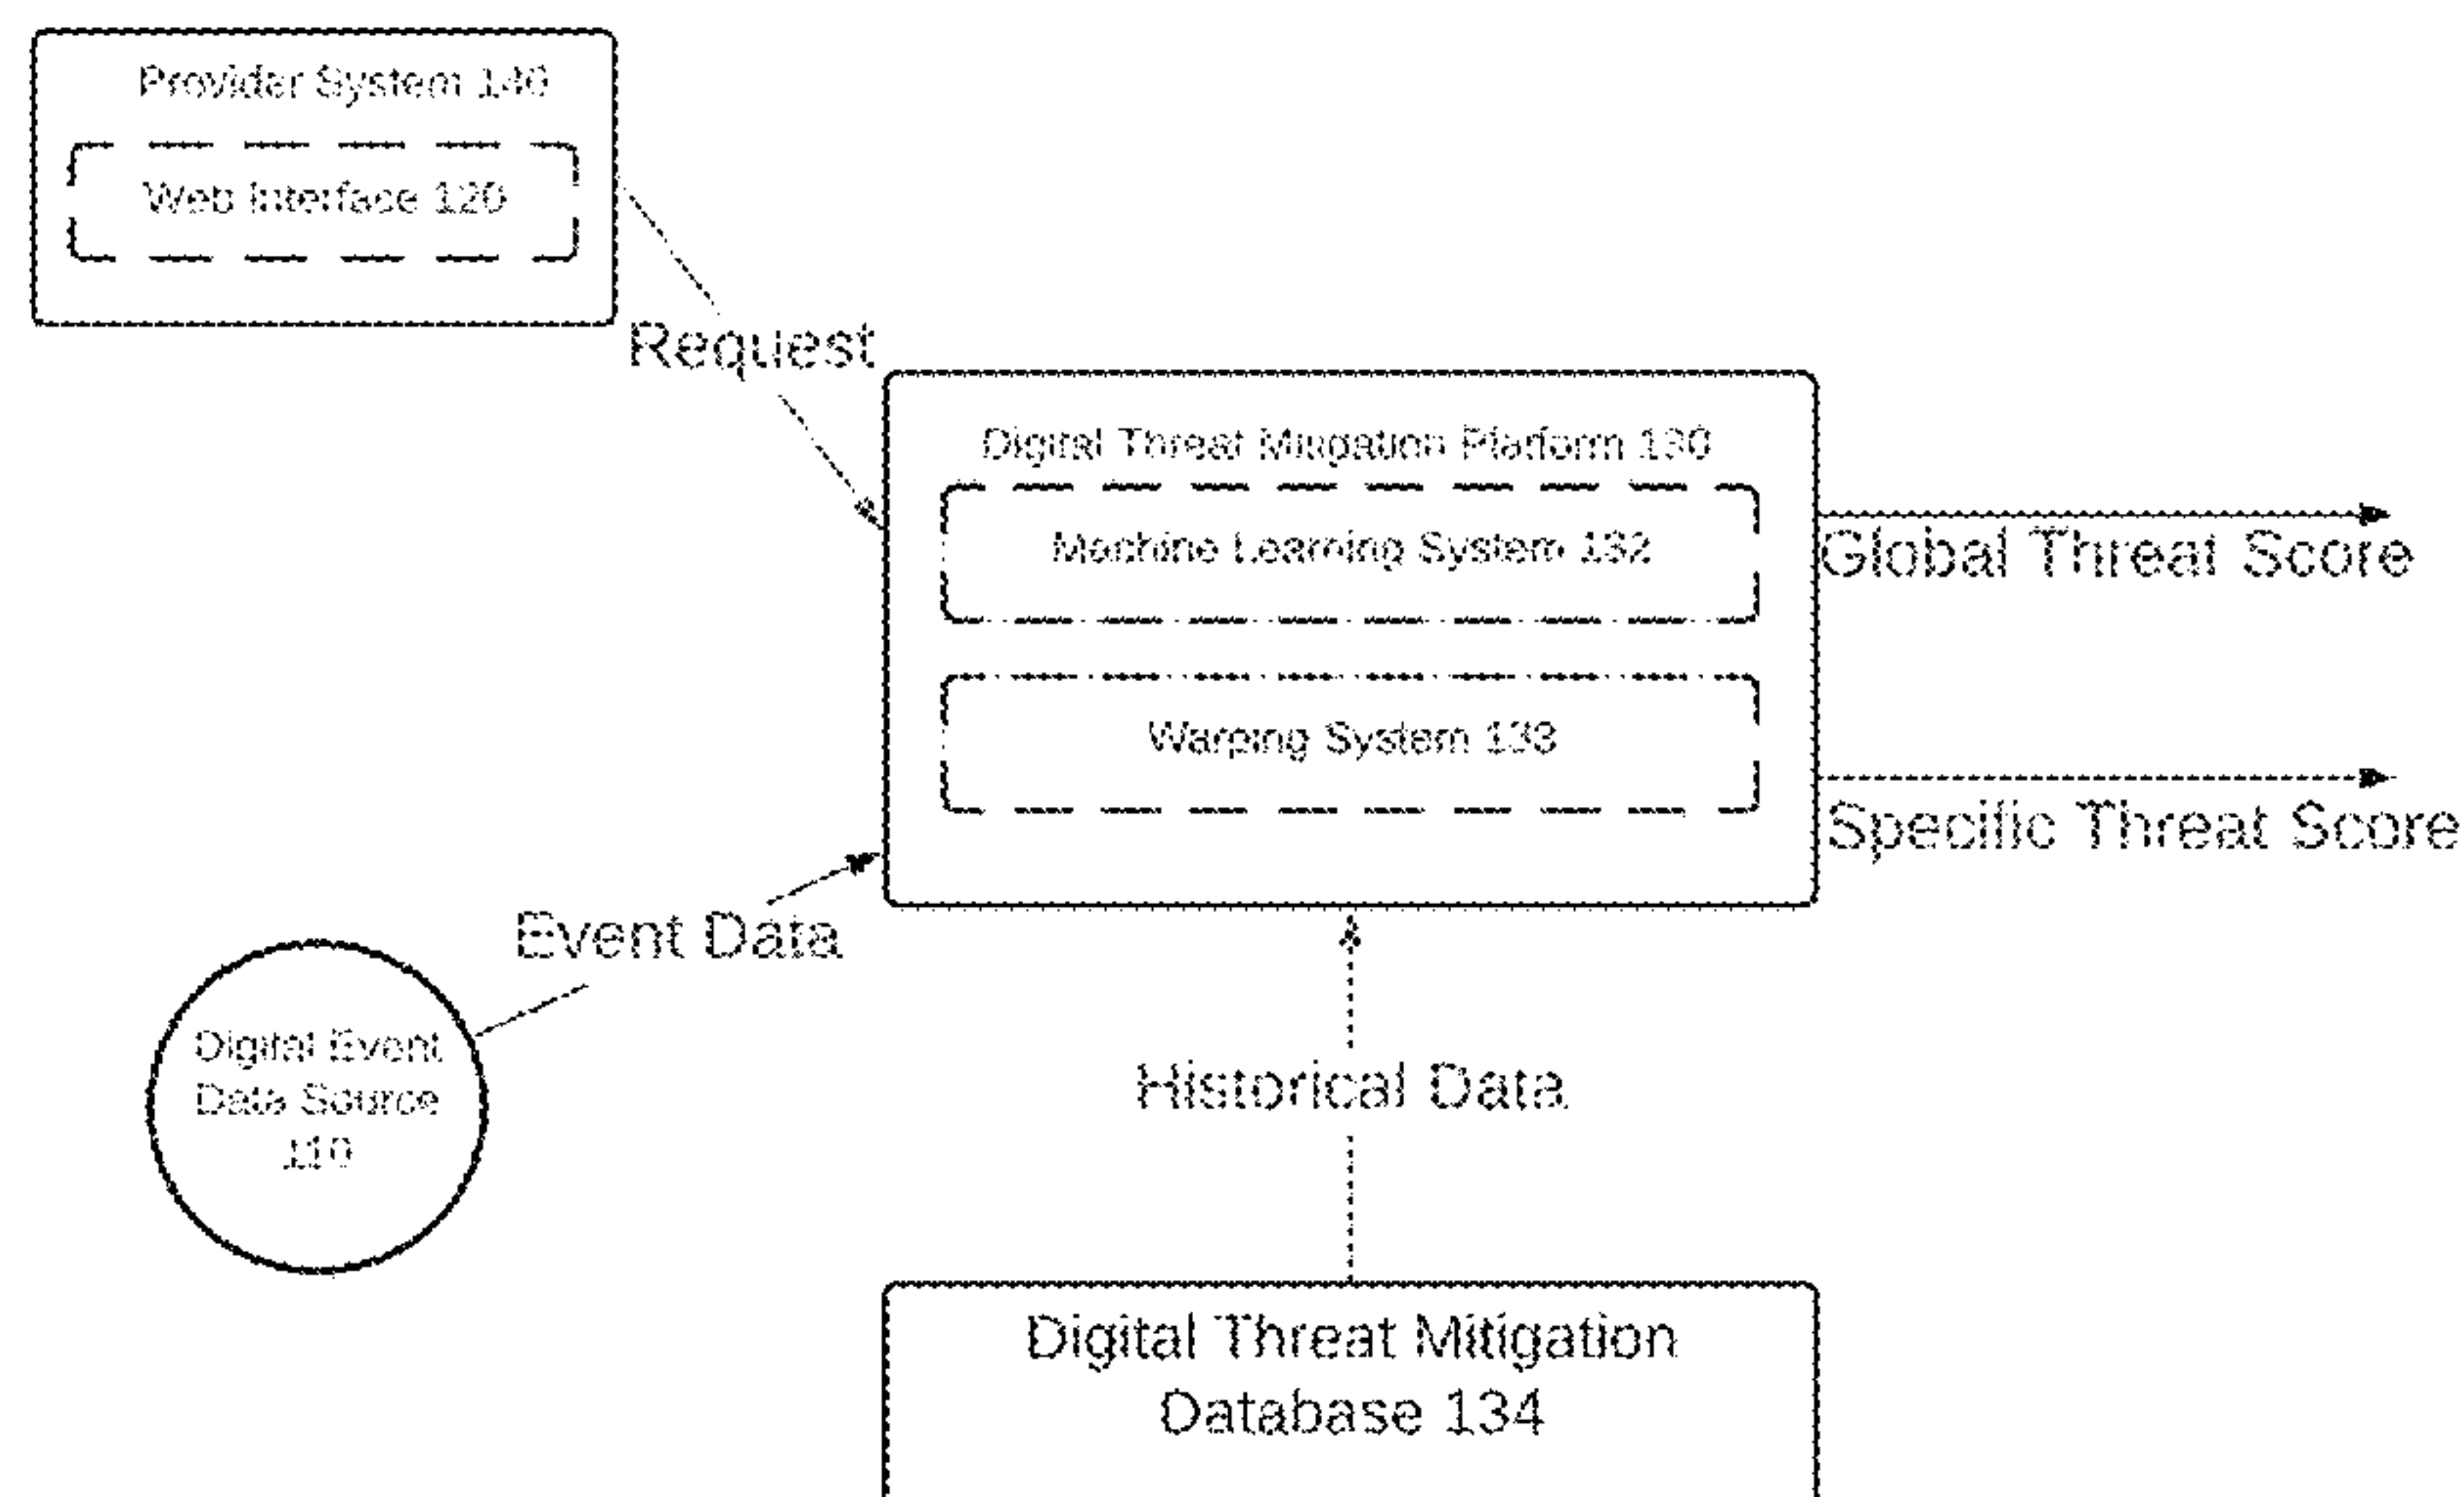 Provider System 140
Web Interface 120
Request
Digital Threat Mitigation Platform 130
Machine Learning System 132
Global Threat Score
Warping System 133
Specific Threat Score
Event Data
Digital Event
Data Source
110
Historical Data
Digital Threat Mitigation
Database 134